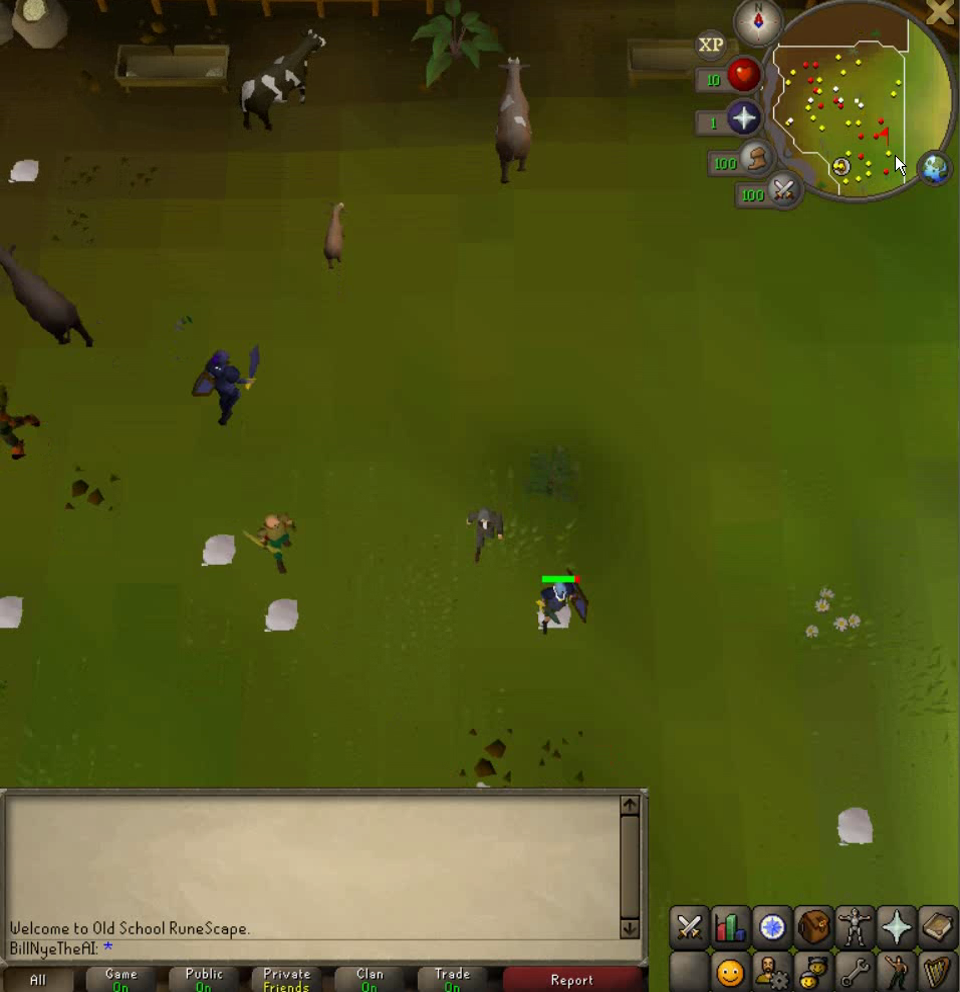 N
XP
10
1
100
100
Welcome to Old School RuneScape.
BillNyeTheAI: *
All
Game
On
Public
On
Private
Friends
Clan
On
Trade
On
Report